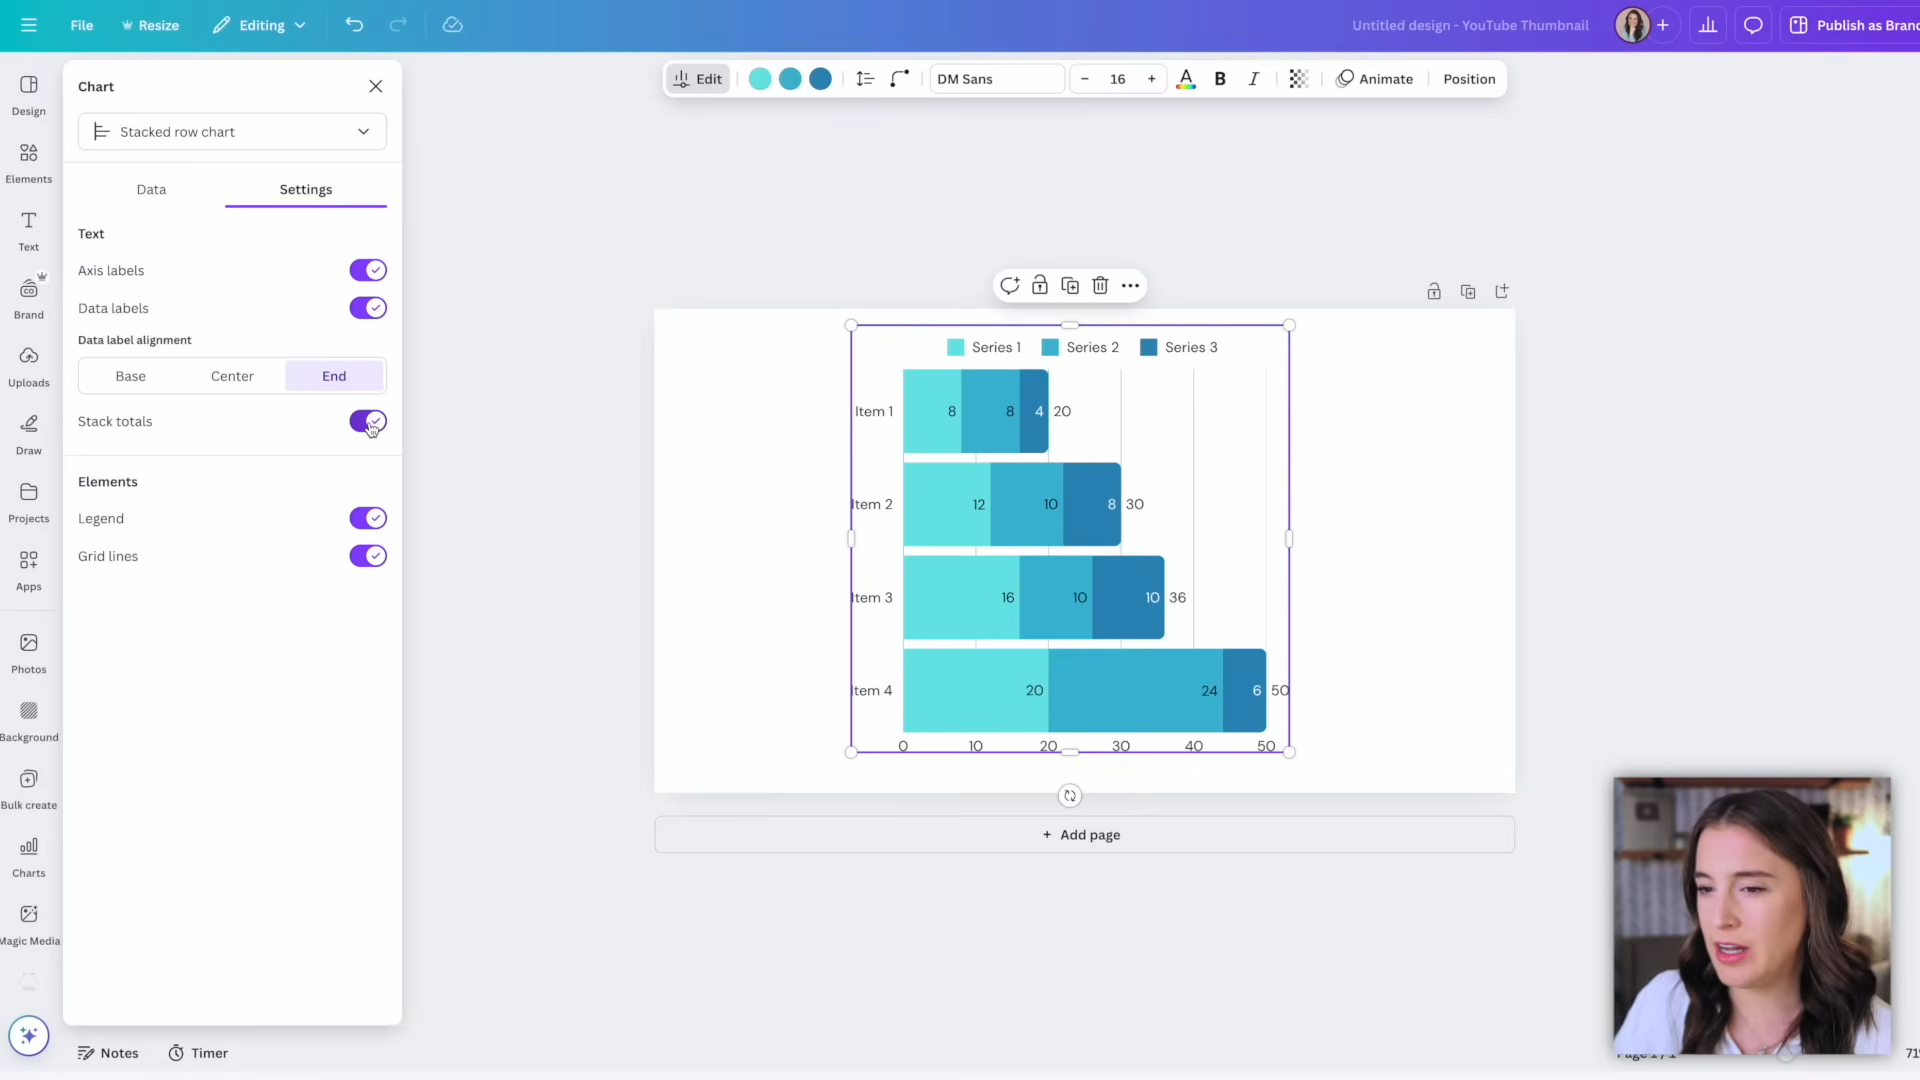 File
Resize
Editing
Untitled design - YouTube Thumbnail
Publish as Brand
Edit
DM Sans
16
A
B
I
Animate
Position
Design
Elements
Text
Brand
Uploads
Draw
Projects
Apps
Photos
Background
Bulk create
Charts
Magic Media
Chart
Stacked row chart
Data
Settings
Text
Axis labels
Data labels
Data label alignment
Base
Center
End
Stack totals
Elements
Legend
Grid lines
Series 1
Series 2
Series 3
Item 1
8
8
4
20
Item 2
12
10
8
30
Item 3
16
10
10
36
Item 4
20
24
6
50
0
10
20
30
40
50
+ Add page
Notes
Timer